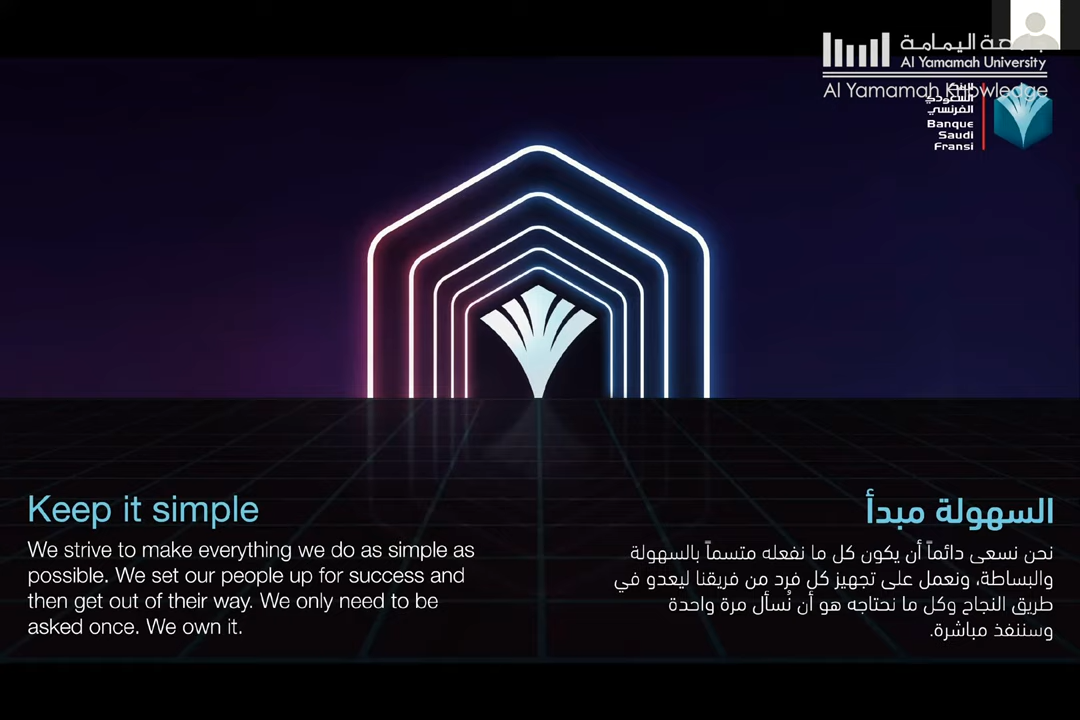 جامعة اليمامة
Al Yamamah University
Al Yamamah Knowledge
البنك
السعودي
الفرنسي
Banque
Saudi
Fransi
Keep it simple
We strive to make everything we do as simple as
possible. We set our people up for success and
then get out of their way. We only need to be
asked once. We own it.
السهولة مبدأ
نحن نسعى دائماً أن يكون كل ما نفعله متسماً بالسهولة
والبساطة، ونعمل على تجهيز كل فرد من فريقنا ليعدو في
طريق النجاح وكل ما نحتاجه هو أن نُسأل مرة واحدة
وسننفذ مباشرة.